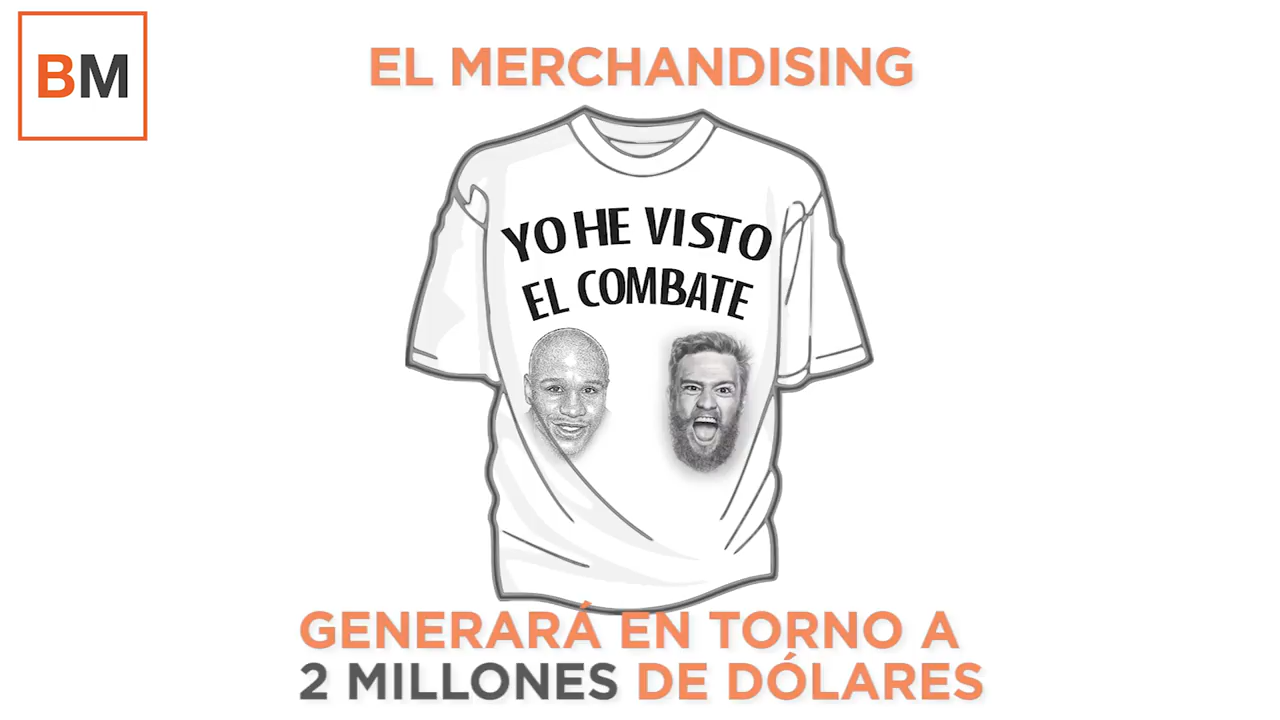 BM
EL MERCHANDISING
YO HE VISTO
EL COMBATE
GENERARÁ EN TORNO A
2 MILLONES DE DÓLARES